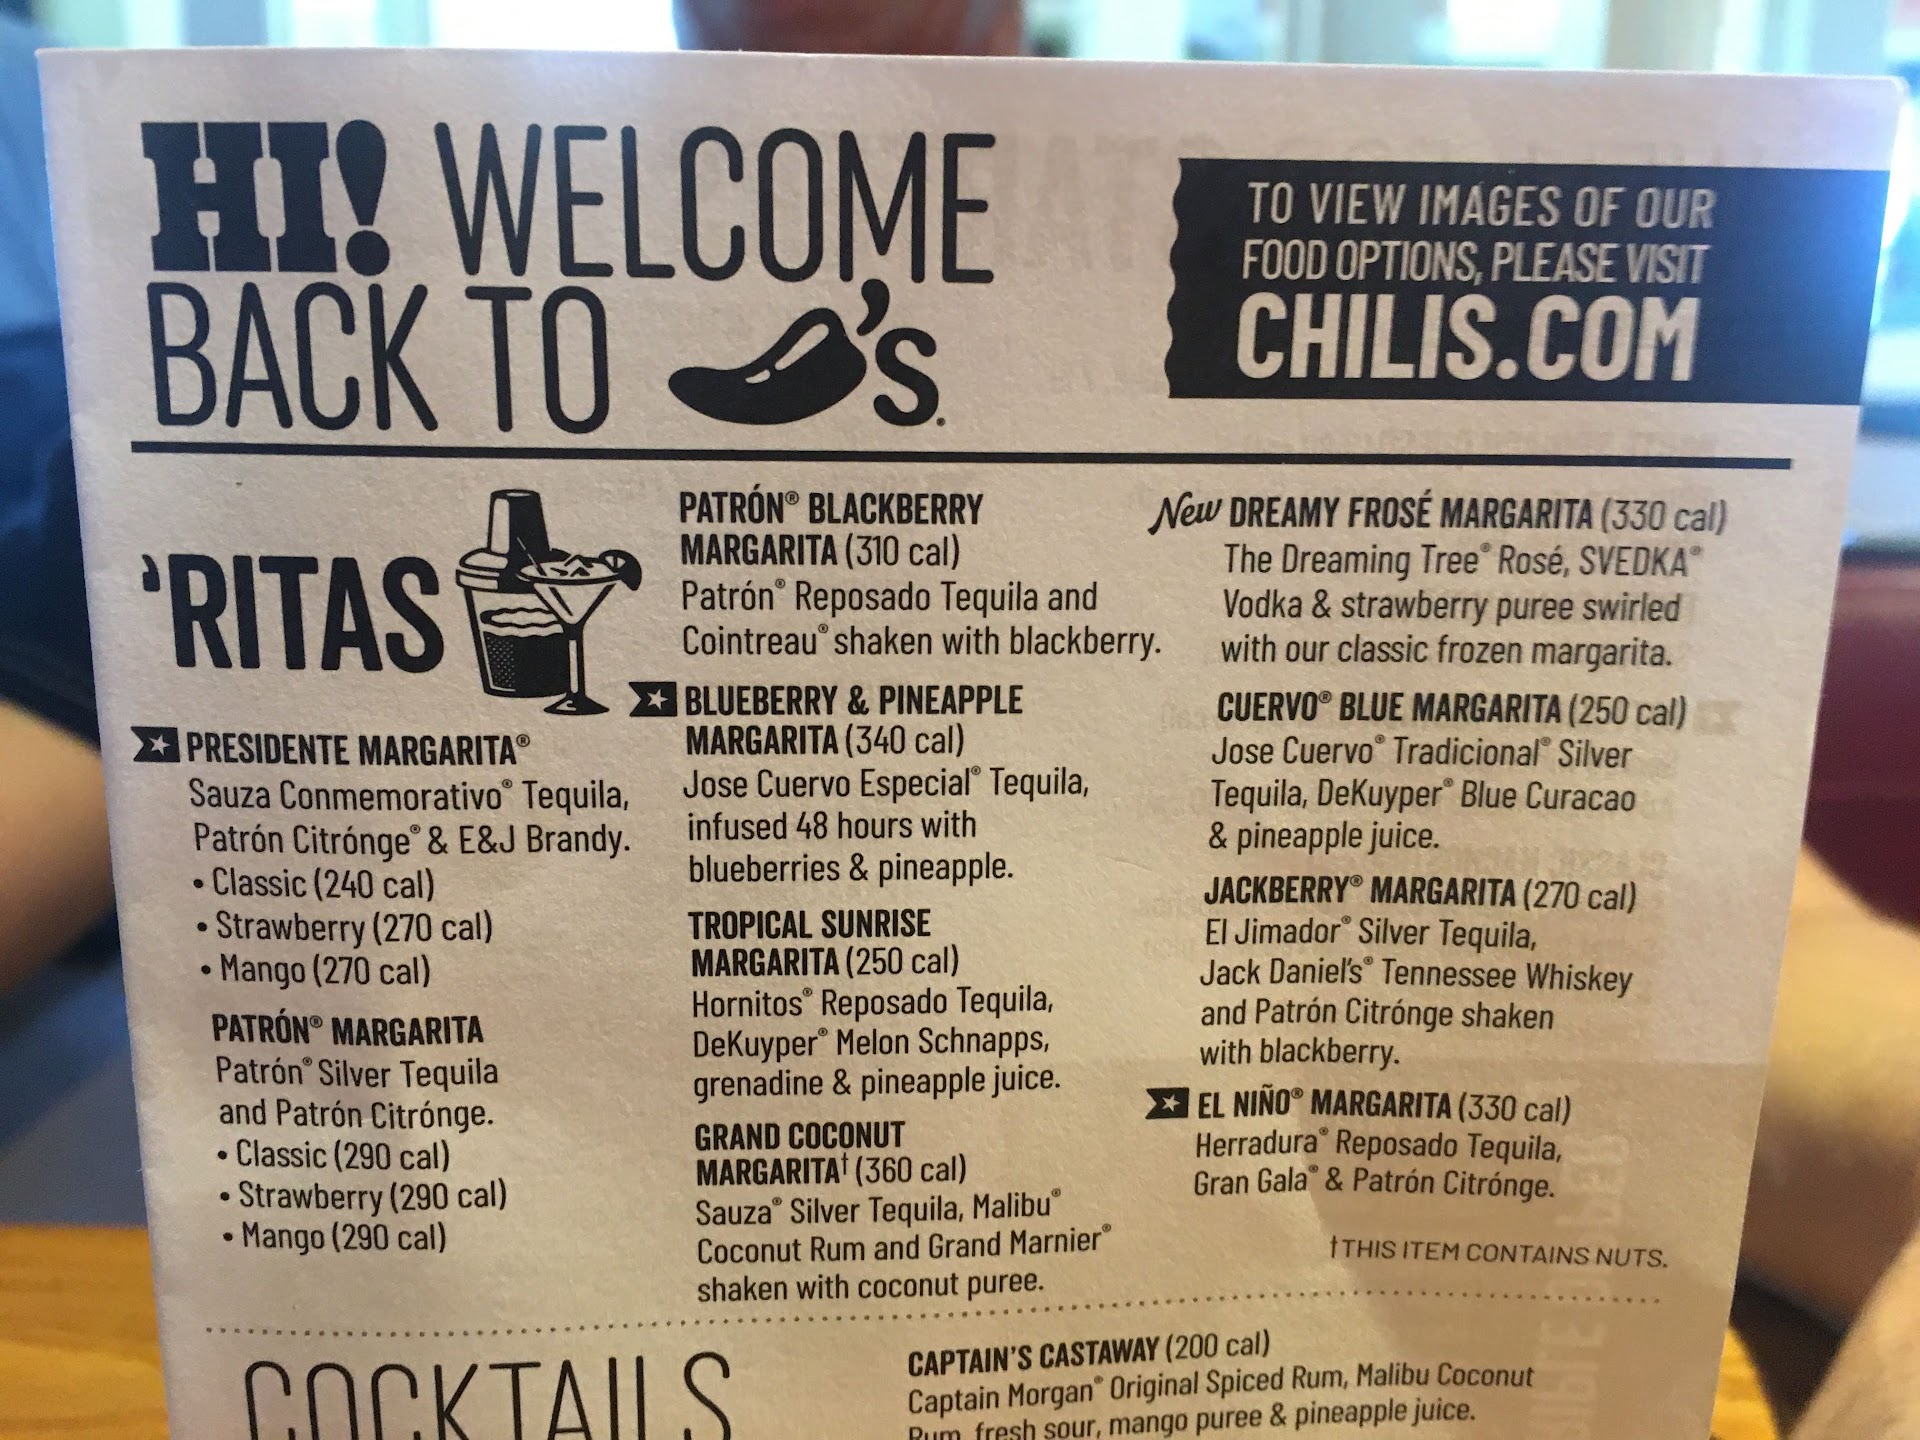 HI! WELCOME
BACK TO 's.
TO VIEW IMAGES OF OUR
FOOD OPTIONS, PLEASE VISIT
CHILIS.COM
'RITAS
PRESIDENTE MARGARITA®
Sauza Conmemorativo® Tequila,
Patrón Citrónge® & E&J Brandy.
• Classic (240 cal)
• Strawberry (270 cal)
• Mango (270 cal)
PATRÓN® MARGARITA
Patrón® Silver Tequila
and Patrón Citrónge.
• Classic (290 cal)
• Strawberry (290 cal)
• Mango (290 cal)
PATRÓN® BLACKBERRY
MARGARITA (310 cal)
Patrón® Reposado Tequila and
Cointreau® shaken with blackberry.
BLUEBERRY & PINEAPPLE
MARGARITA (340 cal)
Jose Cuervo Especial® Tequila,
infused 48 hours with
blueberries & pineapple.
TROPICAL SUNRISE
MARGARITA (250 cal)
Hornitos® Reposado Tequila,
DeKuyper® Melon Schnapps,
grenadine & pineapple juice.
GRAND COCONUT
MARGARITA† (360 cal)
Sauza® Silver Tequila, Malibu®
Coconut Rum and Grand Marnier®
shaken with coconut puree.
New DREAMY FROSÉ MARGARITA (330 cal)
The Dreaming Tree® Rosé, SVEDKA®
Vodka & strawberry puree swirled
with our classic frozen margarita.
CUERVO® BLUE MARGARITA (250 cal)
Jose Cuervo® Tradicional® Silver
Tequila, DeKuyper® Blue Curacao
& pineapple juice.
JACKBERRY® MARGARITA (270 cal)
El Jimador® Silver Tequila,
Jack Daniel's® Tennessee Whiskey
and Patrón Citrónge shaken
with blackberry.
EL NIÑO® MARGARITA (330 cal)
Herradura® Reposado Tequila,
Gran Gala® & Patrón Citrónge.
†THIS ITEM CONTAINS NUTS.
COCKTAILS
CAPTAIN'S CASTAWAY (200 cal)
Captain Morgan® Original Spiced Rum, Malibu Coconut
Rum, fresh sour, mango puree & pineapple juice.